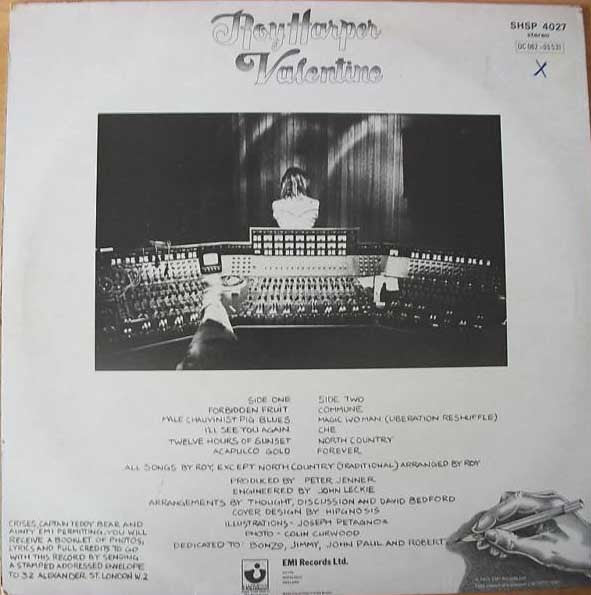 Roy Harper
Valentine
SHSP 4027
stereo
X
SIDE ONE
FORBIDDEN FRUIT
MALE CHAUVINIST PIG BLUES
I'LL SEE YOU AGAIN
TWELVE HOURS OF SUNSET
ACAPULCO GOLD
SIDE TWO
COMMUNE
MAGIC WOMAN (LIBERATION RESHUFFLE)
CHE
NORTH COUNTRY
FOREVER
ALL SONGS BY ROY, EXCEPT NORTH COUNTRY (TRADITIONAL) ARRANGED BY ROY
PRODUCED BY PETER JENNER
ENGINEERED BY JOHN LECKIE
ARRANGEMENTS BY THOUGHT, DISCUSSION AND DAVID BEDFORD
COVER DESIGN BY HIPGNOSIS
ILLUSTRATIONS - JOSEPH PETAGNO
PHOTO - COLIN CURWOOD
DEDICATED TO: BONZO, JIMMY, JOHN PAUL AND ROBERT
CRISES, CAPTAIN TEDDY BEAR AND
AUNTY EMI PERMITTING, YOU WILL
RECEIVE A BOOKLET OF PHOTOS,
LYRICS AND FULL CREDITS TO GO
WITH THIS RECORD BY SENDING
A STAMPED ADDRESSED ENVELOPE
TO 32 ALEXANDER ST. LONDON W.2
EMI Records Ltd.